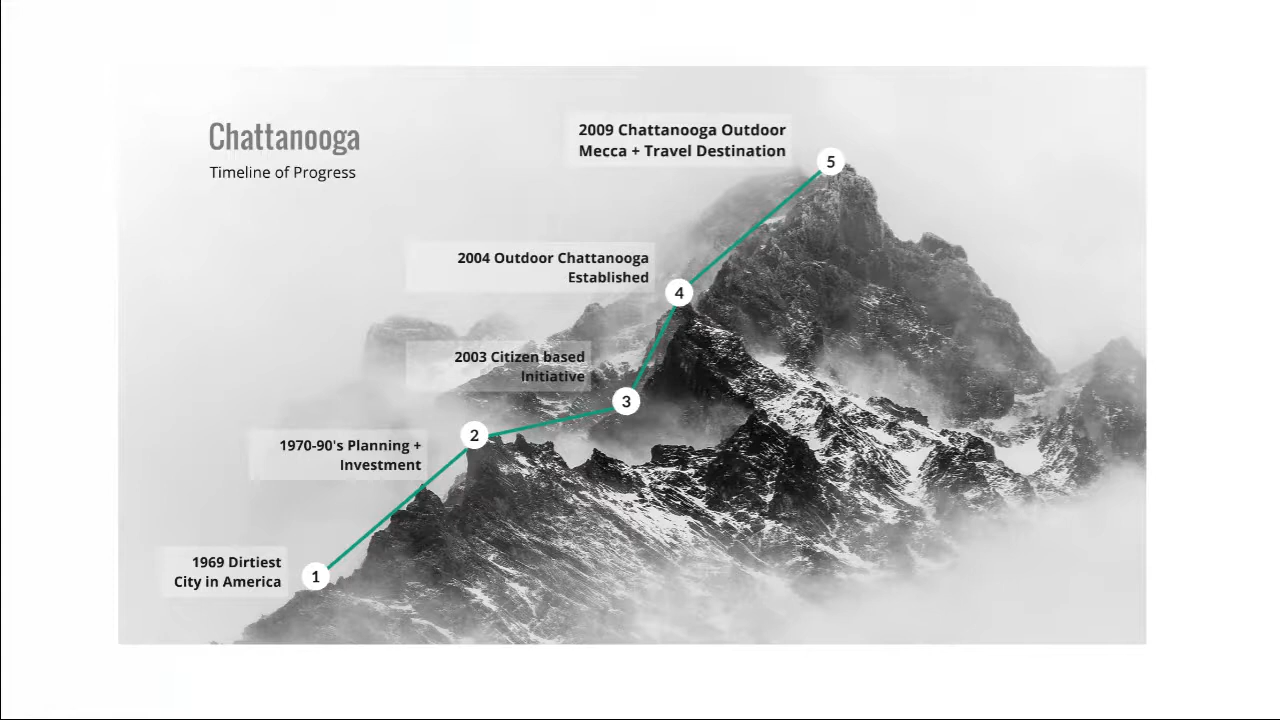 Chattanooga
Timeline of Progress
2009 Chattanooga Outdoor
Mecca + Travel Destination
5
2004 Outdoor Chattanooga
Established
4
2003 Citizen based
Initiative
3
1970-90's Planning +
Investment
2
1969 Dirtiest
City in America
1